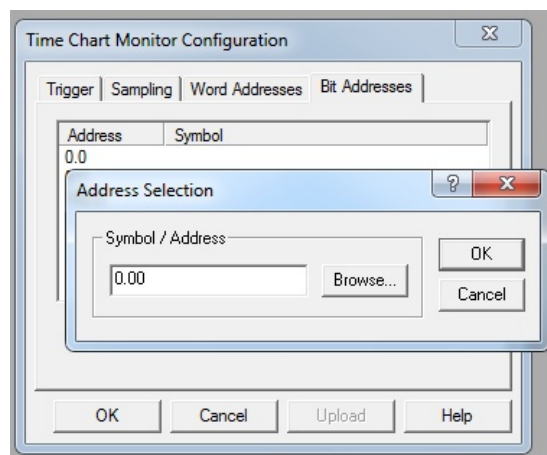 Time Chart Monitor Configuration
Trigger Sampling Word Addresses Bit Addresses
Address Symbol
0.0
Address Selection
Symbol / Address
0.00 Browse...
OK
Cancel
OK Cancel Upload Help